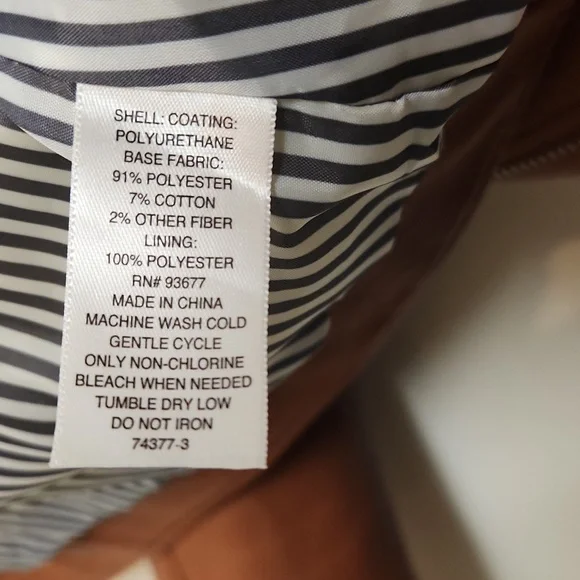 SHELL: COATING:
POLYURETHANE
BASE FABRIC:
91% POLYESTER
7% COTTON
2% OTHER FIBER
LINING:
100% POLYESTER
RN# 93677
MADE IN CHINA
MACHINE WASH COLD
GENTLE CYCLE
ONLY NON-CHLORINE
BLEACH WHEN NEEDED
TUMBLE DRY LOW
DO NOT IRON
74377-3